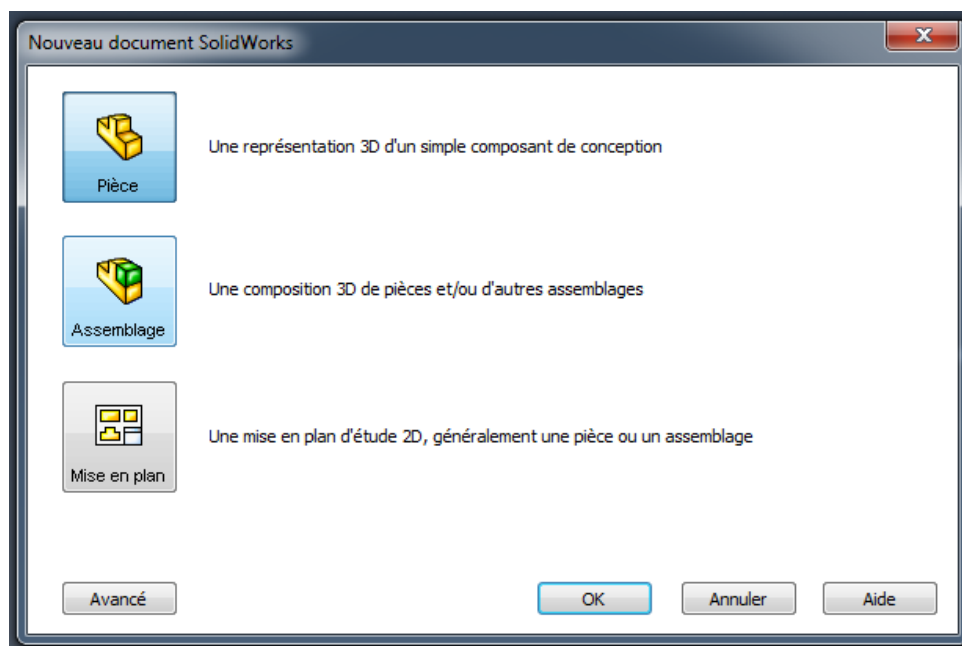 Nouveau document SolidWorks
Pièce
Une représentation 3D d'un simple composant de conception
Assemblage
Une composition 3D de pièces et/ou d'autres assemblages
Mise en plan
Une mise en plan d'étude 2D, généralement une pièce ou un assemblage
Avancé
OK
Annuler
Aide